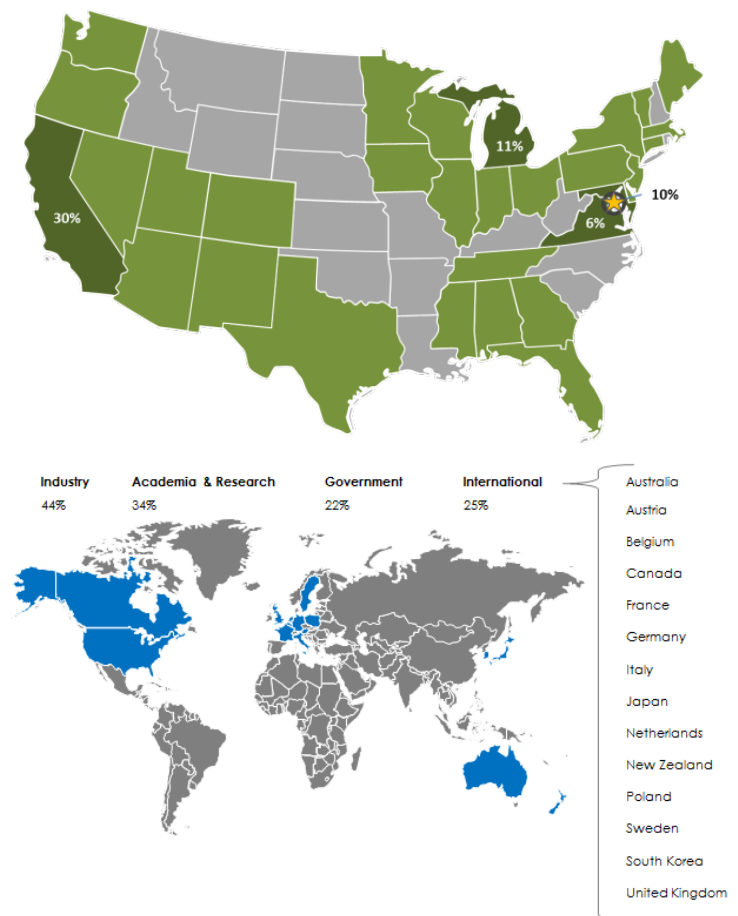 11%
10%
30%
6%
Industry Academia & Research Government International
44% 34% 22% 25%
Australia
Austria
Belgium
Canada
France
Germany
Italy
Japan
Netherlands
New Zealand
Poland
Sweden
South Korea
United Kingdom